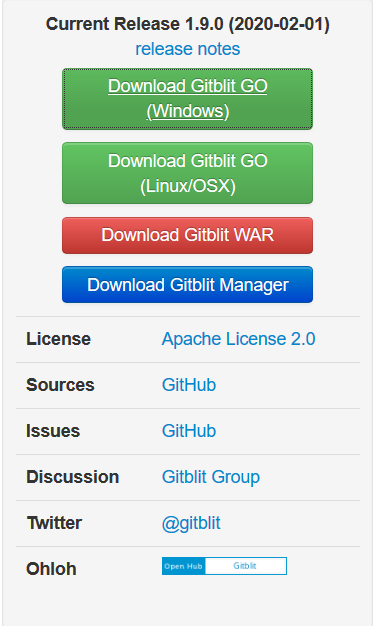 Current Release 1.9.0 (2020-02-01)
release notes
Download Gitblit GO
(Windows)
Download Gitblit GO
(Linux/OSX)
Download Gitblit WAR
Download Gitblit Manager
License Apache License 2.0
Sources GitHub
Issues GitHub
Discussion Gitblit Group
Twitter @gitblit
Ohloh Open Hub Gitblit